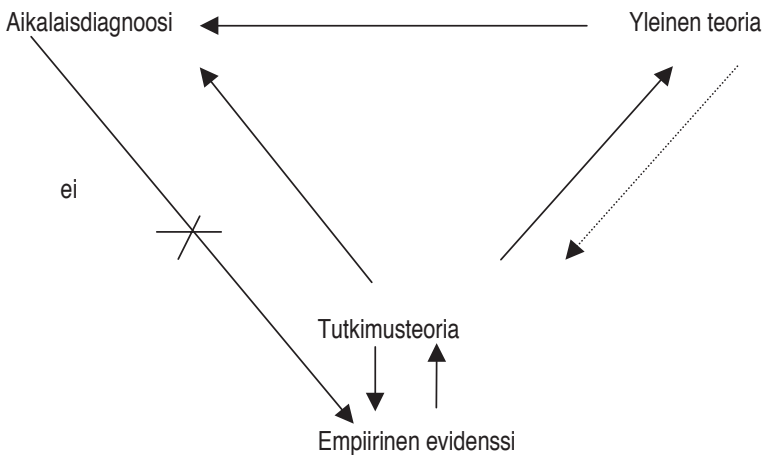 Aikalaisdiagnoosi
Yleinen teoria
ei
Tutkimusteoria
Empiirinen evidenssi